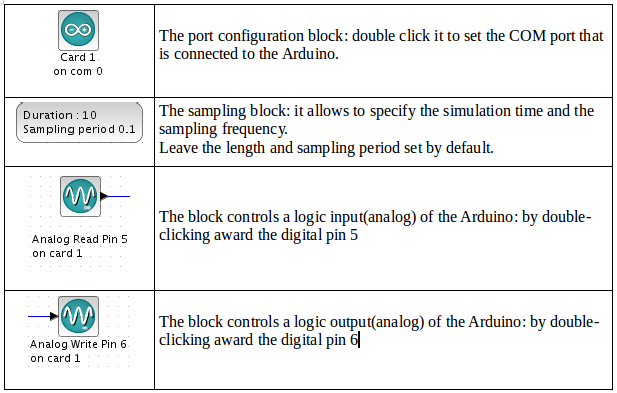 Card 1
on com 0
The port configuration block: double click it to set the COM port that
is connected to the Arduino.
Duration : 10
Sampling period 0.1
The sampling block: it allows to specify the simulation time and the
sampling frequency.
Leave the length and sampling period set by default.
Analog Read Pin 5
on card 1
The block controls a logic input(analog) of the Arduino: by double-
clicking award the digital pin 5
Analog Write Pin 6
on card 1
The block controls a logic output(analog) of the Arduino: by double-
clicking award the digital pin 6